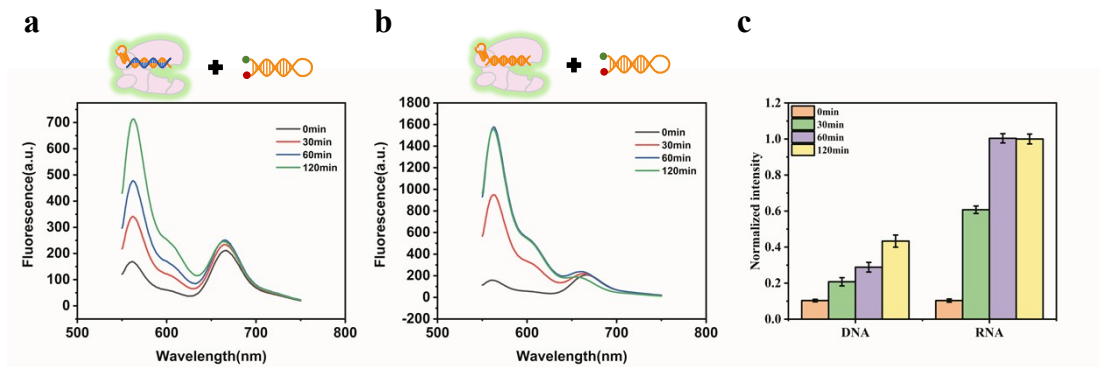 a
b
c
700
600
500
400
300
200
100
0
Fluorescence(a.u.)
0min
30min
60min
120min
500
600
700
800
Wavelength(nm)
1800
1600
1400
1200
1000
800
600
400
200
0
-200
Fluorescence(a.u.)
0min
30min
60min
120min
500
600
700
800
Wavelength(nm)
1.2
1.0
0.8
0.6
0.4
0.2
0.0
Normalized intensity
0min
30min
60min
120min
DNA
RNA